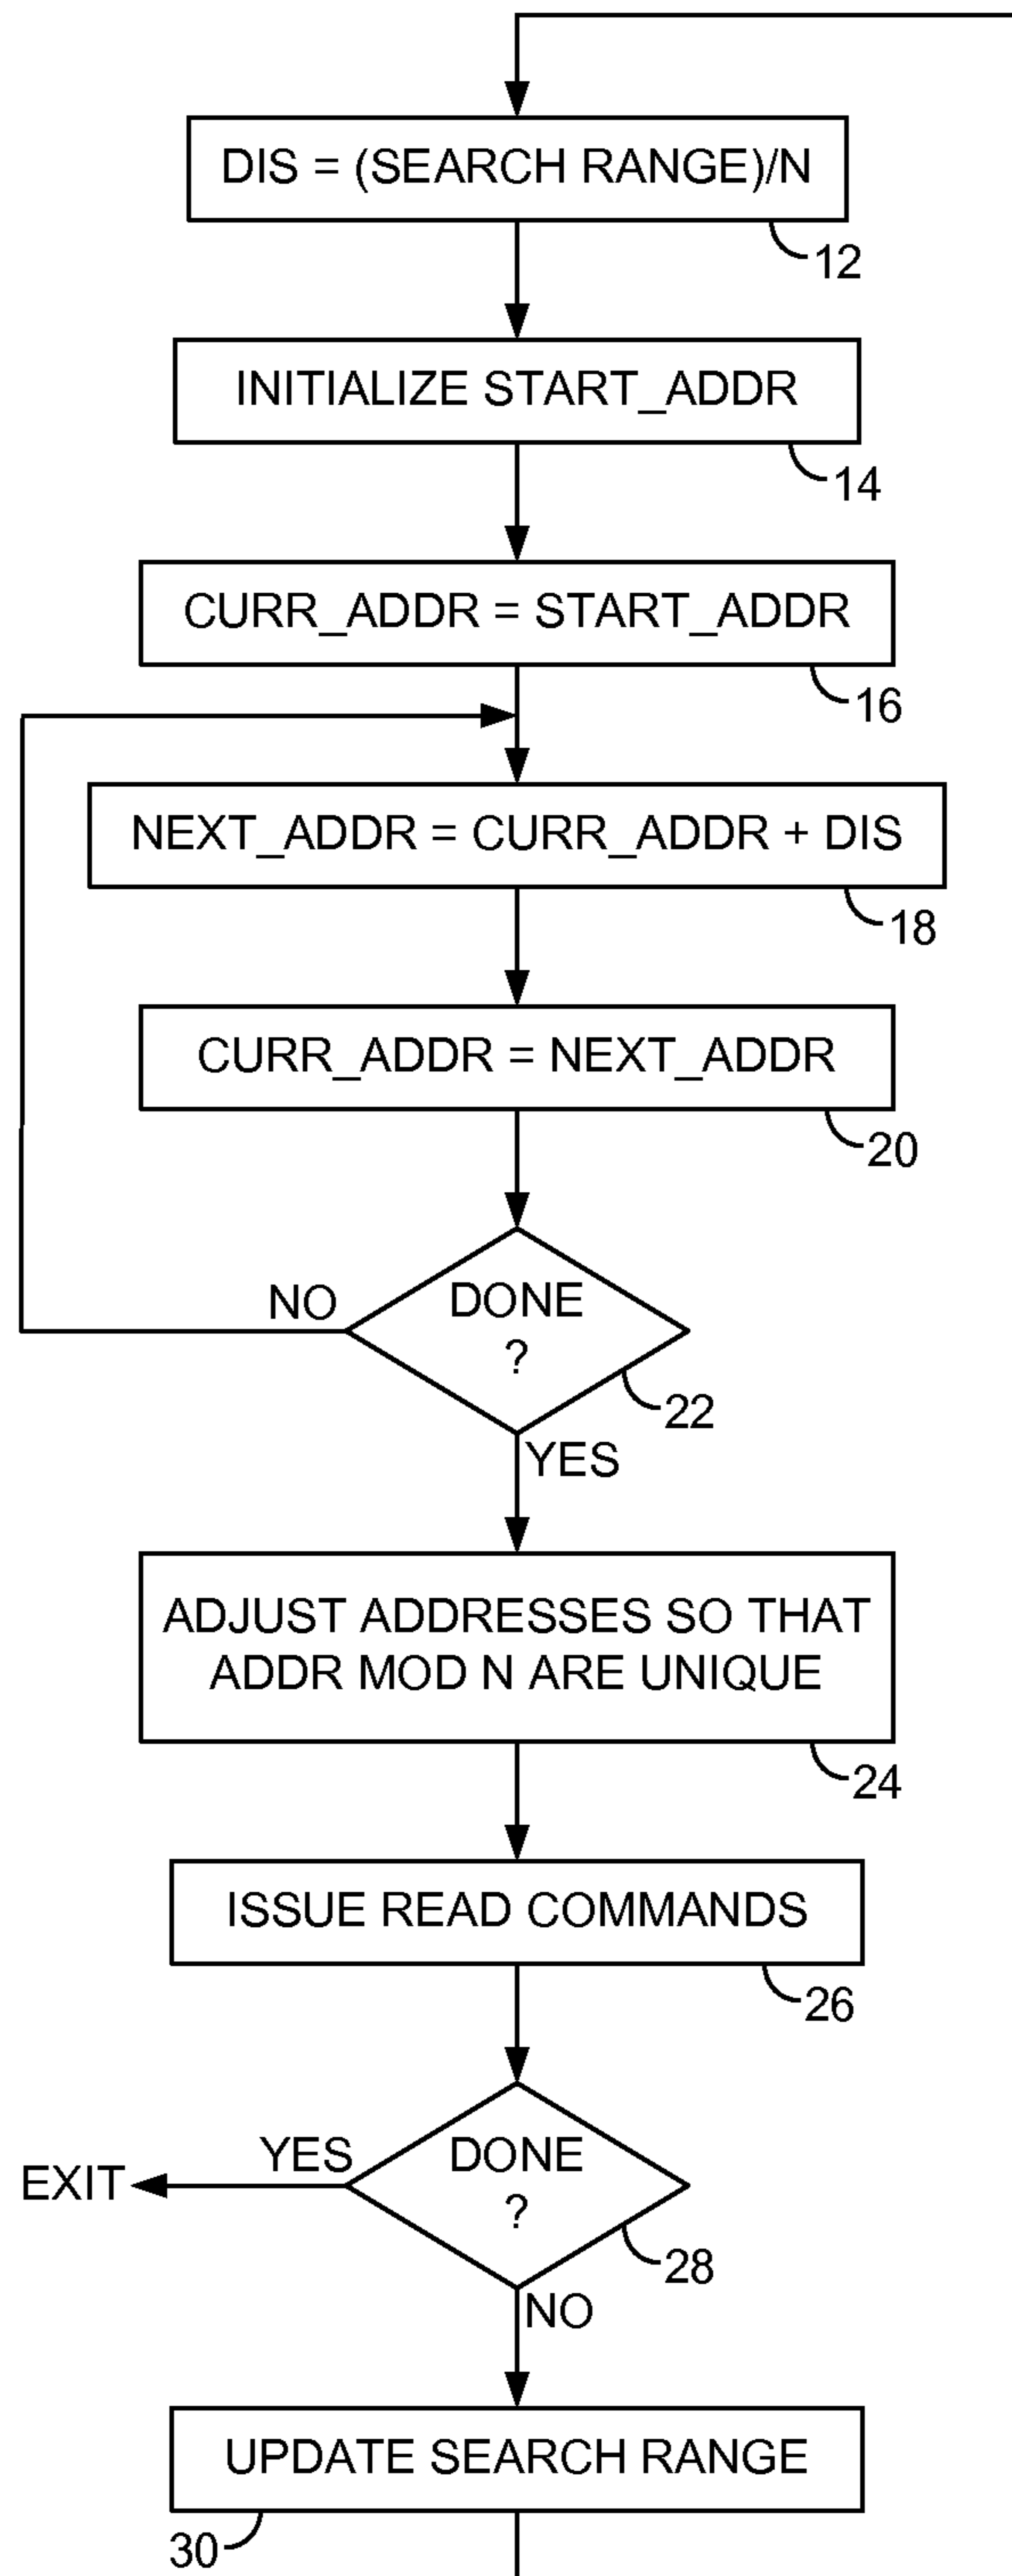 DIS = (SEARCH RANGE)/N
12
INITIALIZE START_ADDR
14
CURR_ADDR = START_ADDR
16
NEXT_ADDR = CURR_ADDR + DIS
18
CURR_ADDR = NEXT_ADDR
20
NO
DONE
?
22
YES
ADJUST ADDRESSES SO THAT
ADDR MOD N ARE UNIQUE
24
ISSUE READ COMMANDS
26
EXIT
YES
DONE
?
28
NO
UPDATE SEARCH RANGE
30